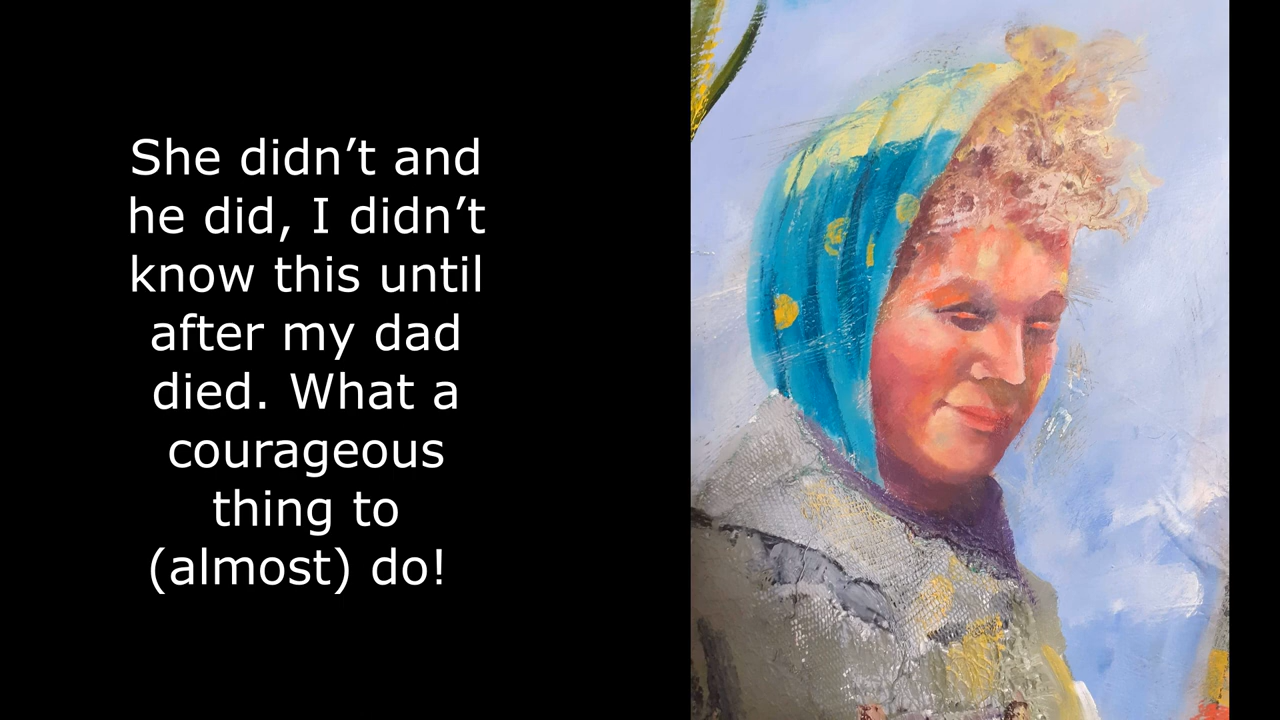 She didn’t and
he did, I didn’t
know this until
after my dad
died. What a
courageous
thing to
(almost) do!